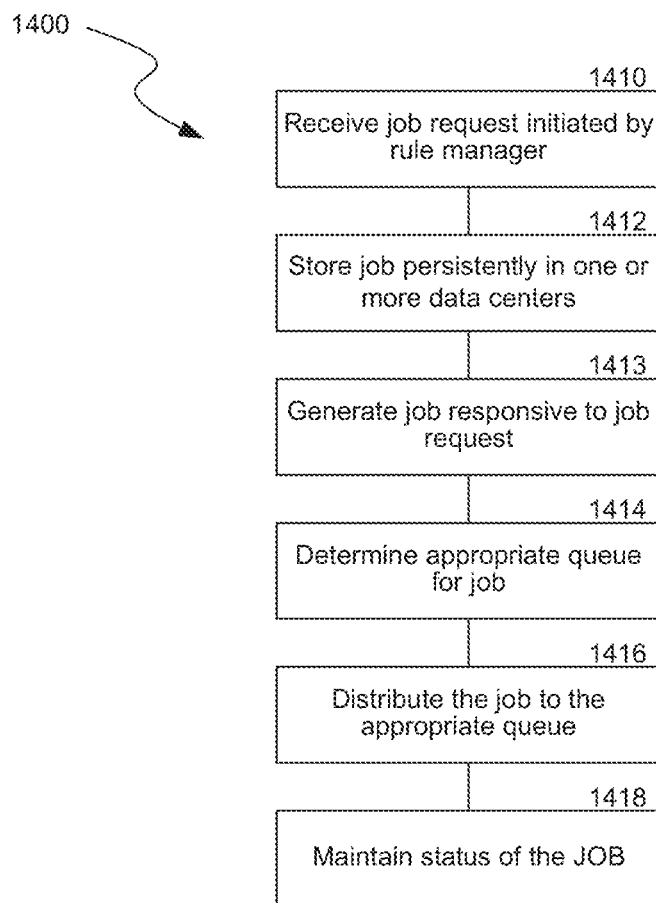 1400
1410
Receive job request initiated by
rule manager
1412
Store job persistently in one or
more data centers
1413
Generate job responsive to job
request
1414
Determine appropriate queue
for job
1416
Distribute the job to the
appropriate queue
1418
Maintain status of the JOB